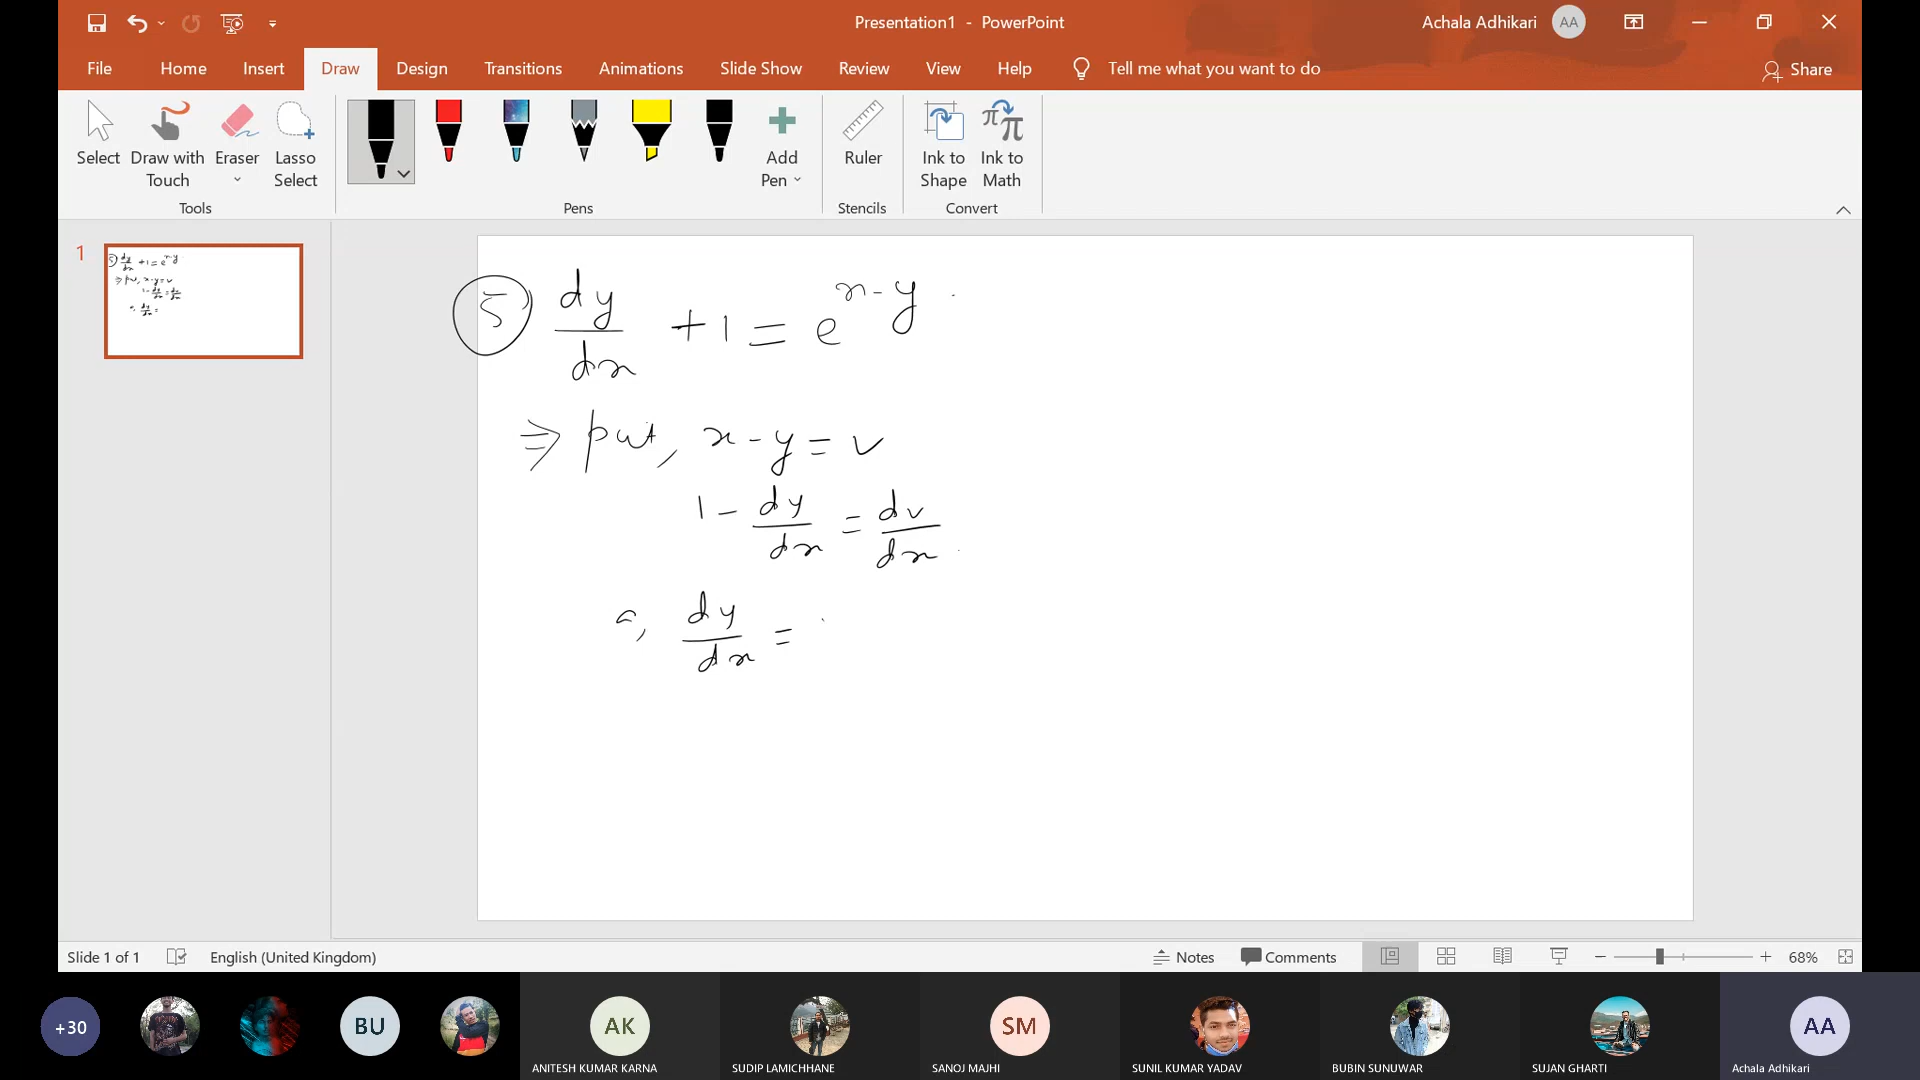 Presentation1 - PowerPoint
Achala Adhikari AA
File Home Insert Draw Design Transitions Animations Slide Show Review View Help Tell me what you want to do Share
Select Draw with Touch Eraser Lasso Select
Add Pen Ruler Ink to Shape Ink to Math
Tools Pens Stencils Convert
1
⑤ dy/dx + 1 = e^(x-y)
⇒ put, x-y = v
1 - dy/dx = dv/dx
dy/dx =
Slide 1 of 1 English (United Kingdom) Notes Comments 68%
+30 BU AK SM AA
ANITESH KUMAR KARNA SUDIP LAMICHHANE SANOJ MAJHI SUNIL KUMAR YADAV BUBIN SUNUWAR SUJAN GHARTI Achala Adhikari